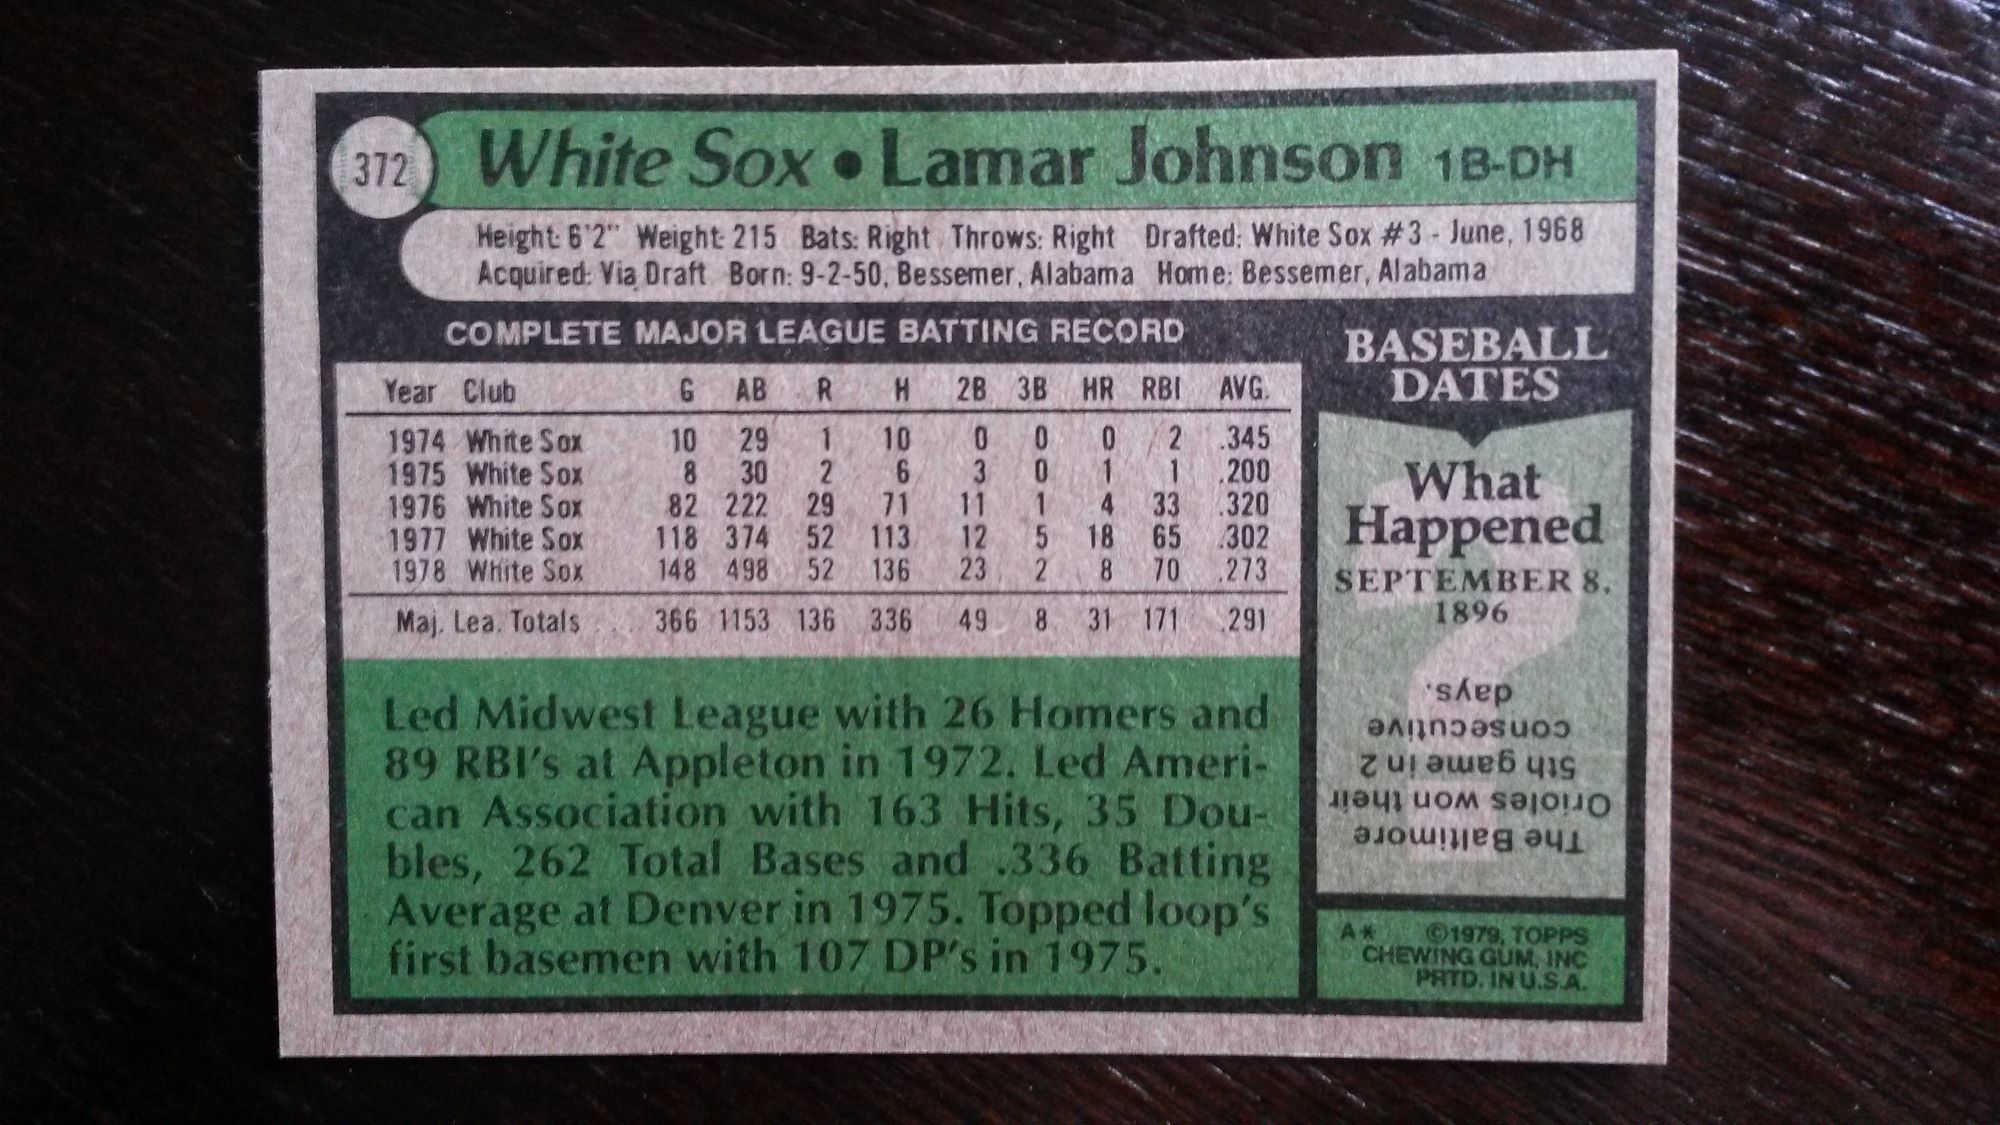 372 White Sox • Lamar Johnson 1B-DH
Height: 6'2" Weight: 215 Bats: Right Throws: Right Drafted: White Sox #3 - June, 1968
Acquired: Via Draft Born: 9-2-50, Bessemer, Alabama Home: Bessemer, Alabama
COMPLETE MAJOR LEAGUE BATTING RECORD
Year Club G AB R H 2B 3B HR RBI AVG.
1974 White Sox 10 29 1 10 0 0 0 2 .345
1975 White Sox 8 30 2 6 3 0 1 1 .200
1976 White Sox 82 222 29 71 11 1 4 33 .320
1977 White Sox 118 374 52 113 12 5 18 65 .302
1978 White Sox 148 498 52 136 23 2 8 70 .273
Maj. Lea. Totals ... 366 1153 136 336 49 8 31 171 .291
Led Midwest League with 26 Homers and
89 RBI's at Appleton in 1972. Led Ameri-
can Association with 163 Hits, 35 Dou-
bles, 262 Total Bases and .336 Batting
Average at Denver in 1975. Topped loop's
first basemen with 107 DP's in 1975.
BASEBALL
DATES
What
Happened
SEPTEMBER 8,
1896
?
The Baltimore
Orioles won their
5th game in 2
consecutive
days.
A* ©1979, TOPPS
CHEWING GUM, INC
PRTD. IN U.S.A.